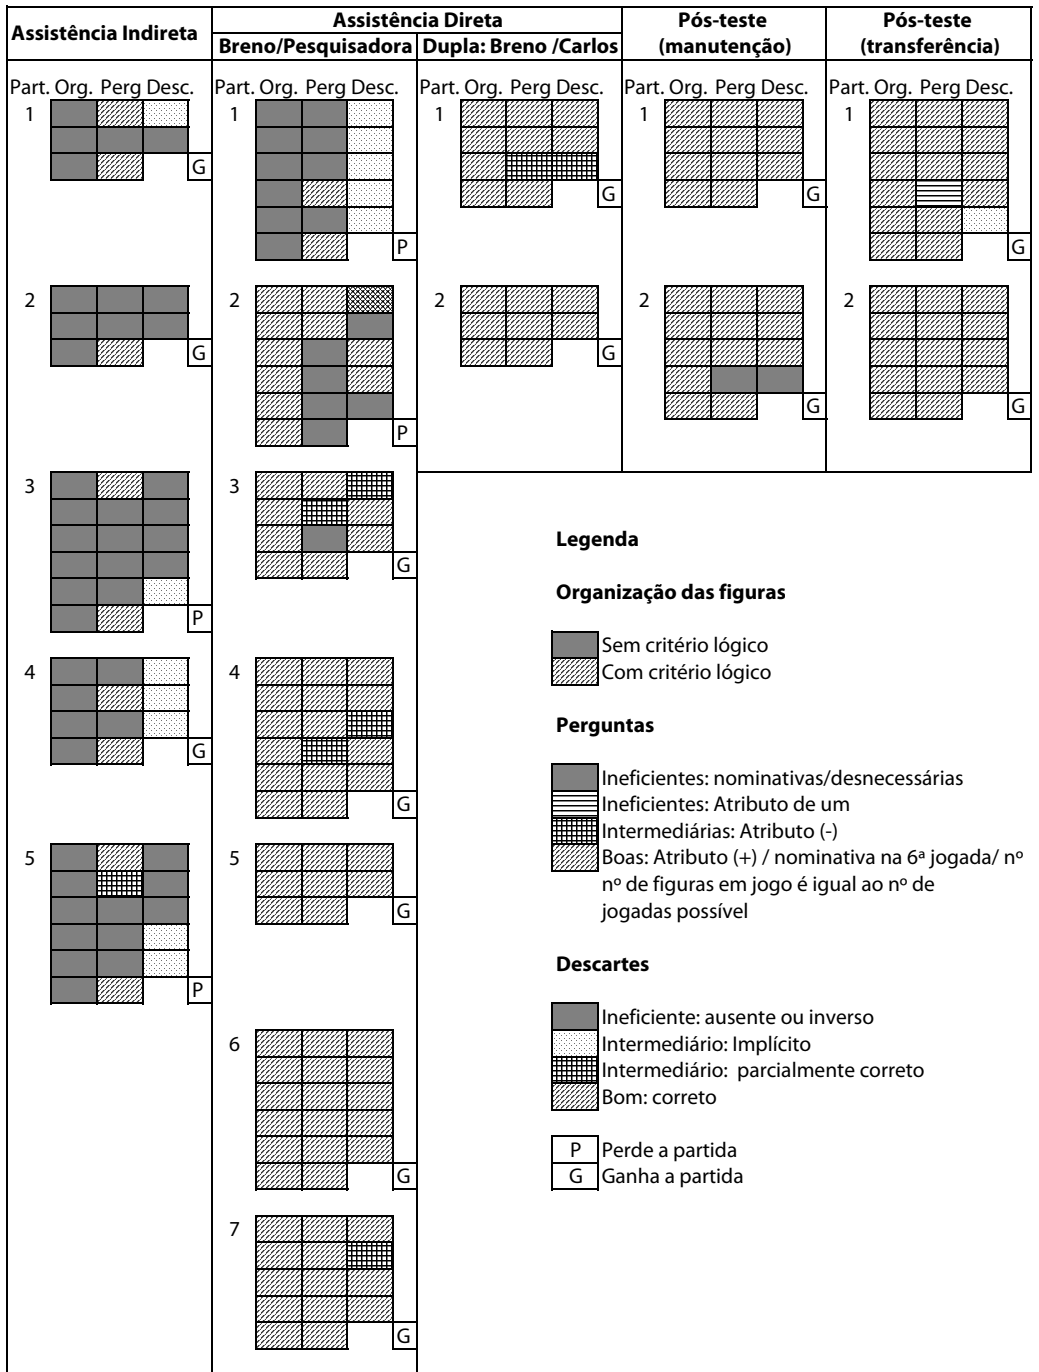 Assistência Indireta
Assistência Direta
Breno/Pesquisadora
Dupla: Breno /Carlos
Pós-teste
(manutenção)
Pós-teste
(transferência)
Part. Org. Perg Desc.
1
G
2
G
3
P
4
G
5
P
Part. Org. Perg Desc.
1
P
2
P
3
G
4
G
5
G
6
G
7
G
Part. Org. Perg Desc.
1
G
2
G
Part. Org. Perg Desc.
1
G
2
G
Part. Org. Perg Desc.
1
G
2
G
Legenda
Organização das figuras
Sem critério lógico
Com critério lógico
Perguntas
Ineficientes: nominativas/desnecessárias
Ineficientes: Atributo de um
Intermediárias: Atributo (-)
Boas: Atributo (+) / nominativa na 6ª jogada/ nº
nº de figuras em jogo é igual ao nº de
jogadas possível
Descartes
Ineficiente: ausente ou inverso
Intermediário: Implícito
Intermediário: parcialmente correto
Bom: correto
P Perde a partida
G Ganha a partida